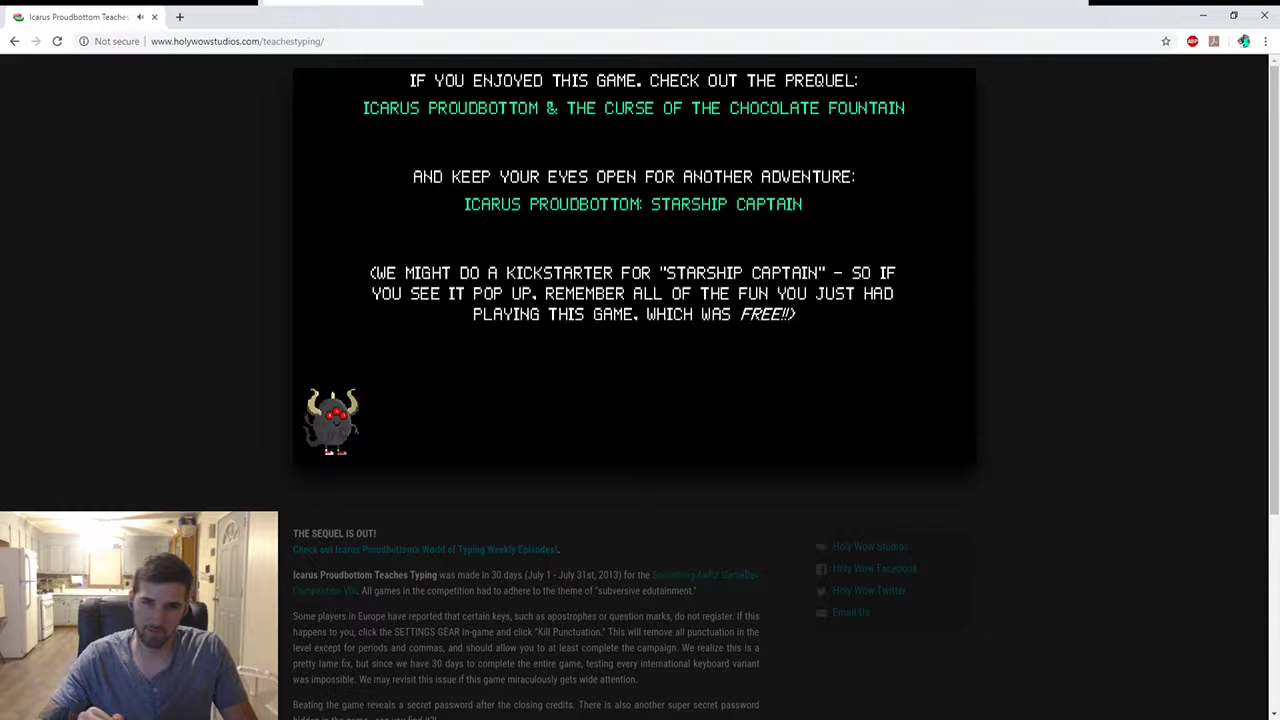 Icarus Proudbottom Teaches
Not secure | www.holywowstudios.com/teachestyping/
ABP
IF YOU ENJOYED THIS GAME, CHECK OUT THE PREQUEL:
ICARUS PROUDBOTTOM & THE CURSE OF THE CHOCOLATE FOUNTAIN
AND KEEP YOUR EYES OPEN FOR ANOTHER ADVENTURE:
ICARUS PROUDBOTTOM: STARSHIP CAPTAIN
(WE MIGHT DO A KICKSTARTER FOR "STARSHIP CAPTAIN" - SO IF
YOU SEE IT POP UP, REMEMBER ALL OF THE FUN YOU JUST HAD
PLAYING THIS GAME, WHICH WAS FREE!!)
THE SEQUEL IS OUT!
Check out Icarus Proudbottom's World of Typing Weekly Episodes!.
Icarus Proudbottom Teaches Typing was made in 30 days (July 1 - July 31st, 2013) for the Something Awful GameDev
Competition VIII. All games in the competition had to adhere to the theme of "subversive edutainment."
Some players in Europe have reported that certain keys, such as apostrophes or question marks, do not register. If this
happens to you, click the SETTINGS GEAR in-game and click "Kill Punctuation." This will remove all punctuation in the
level except for periods and commas, and should allow you to at least complete the campaign. We realize this is a
pretty lame fix, but since we have 30 days to complete the entire game, testing every international keyboard variant
was impossible. We may revisit this issue if this game miraculously gets wide attention.
Beating the game reveals a secret password after the closing credits. There is also another super secret password
hidden in the game - can you find it?!
Holy Wow Studios
Holy Wow Facebook
Holy Wow Twitter
Email Us